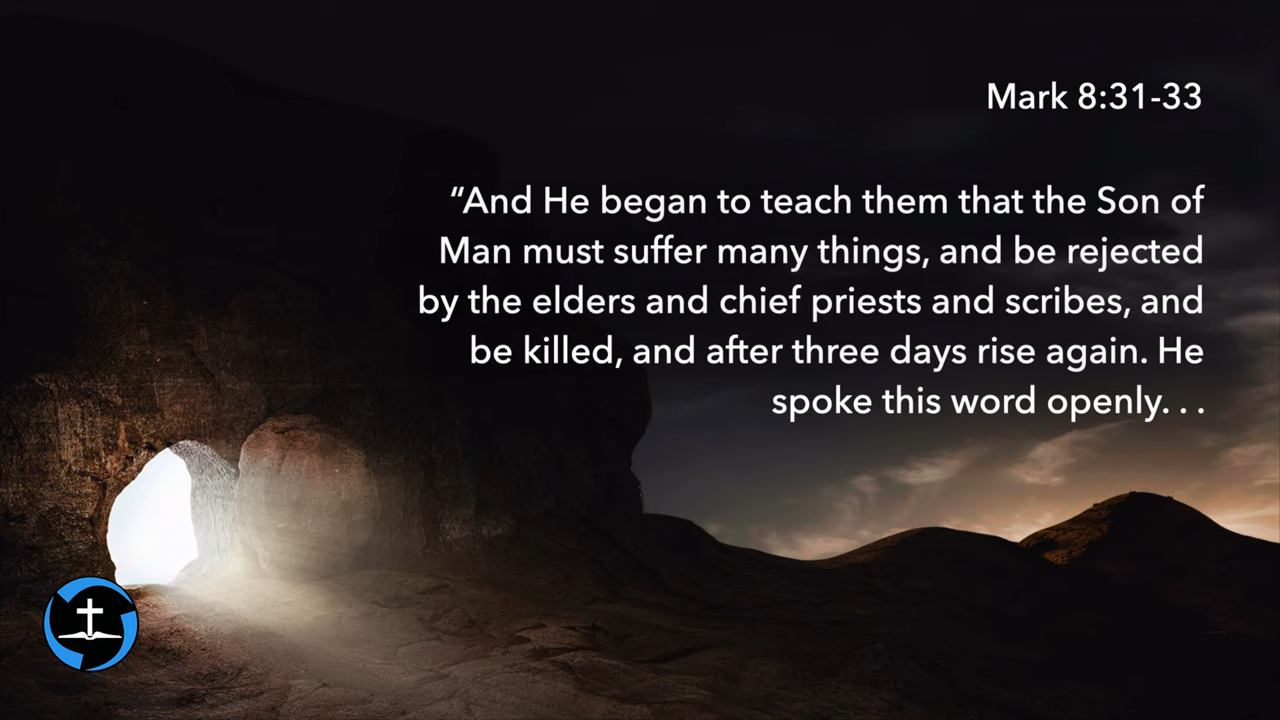 Mark 8:31-33
“And He began to teach them that the Son of
Man must suffer many things, and be rejected
by the elders and chief priests and scribes, and
be killed, and after three days rise again. He
spoke this word openly. . .